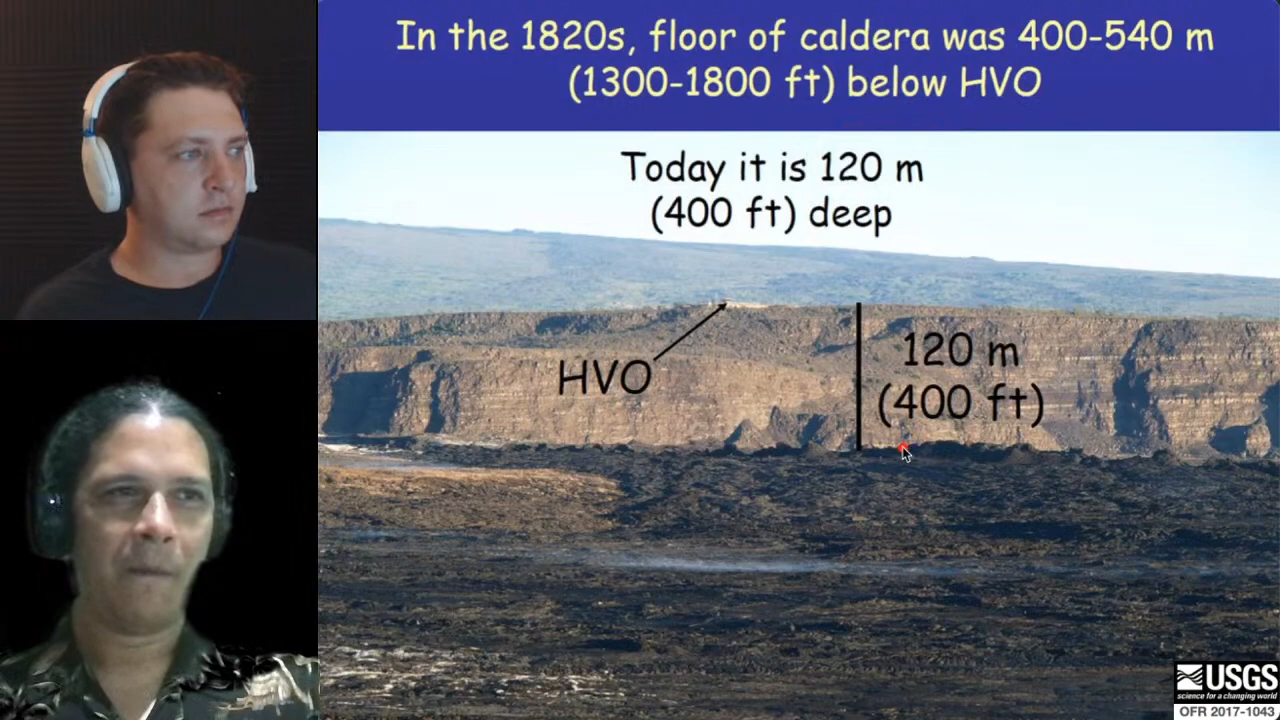 In the 1820s, floor of caldera was 400-540 m
(1300-1800 ft) below HVO
Today it is 120 m
(400 ft) deep
HVO
120 m
(400 ft)
USGS
science for a changing world
OFR 2017-1043